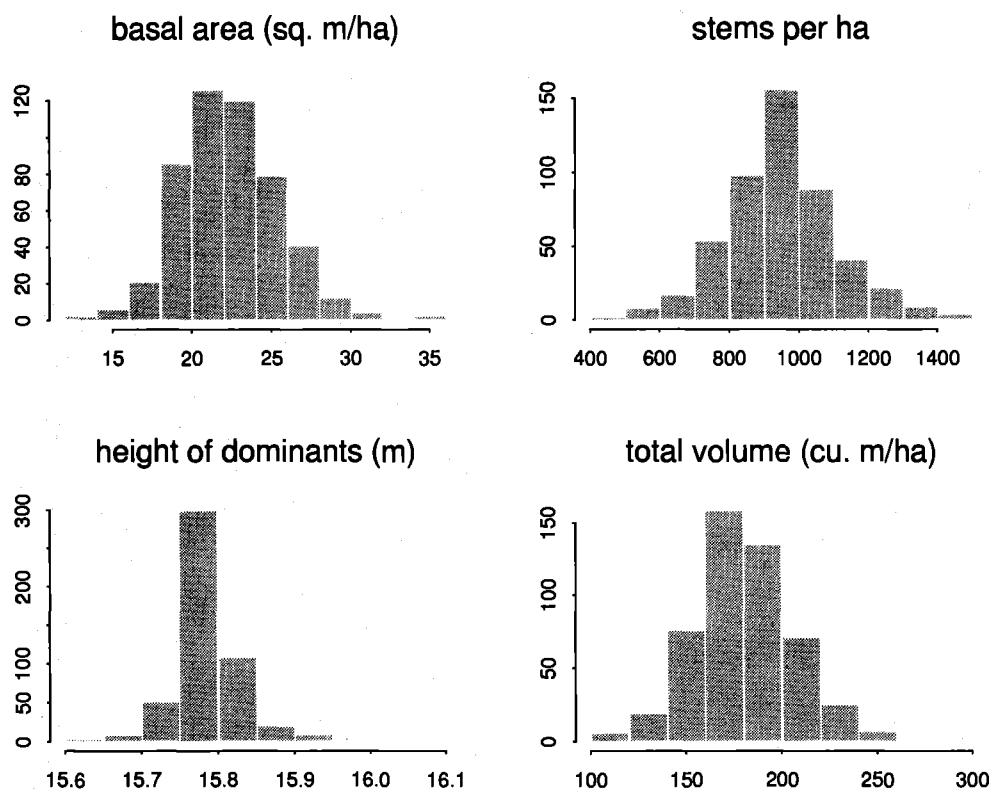 basal area (sq. m/ha)
120
80
60
40
20
0
15 20 25 30 35
stems per ha
150
100
50
0
400 600 800 1000 1200 1400
height of dominants (m)
300
200
100
50
0
15.6 15.7 15.8 15.9 16.0 16.1
total volume (cu. m/ha)
150
100
50
0
100 150 200 250 300